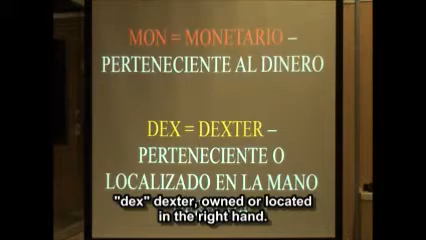 MON = MONETARIO –
PERTENECIENTE AL DINERO
DEX = DEXTER –
PERTENECIENTE O
LOCALIZADO EN LA MANO
"dex" dexter, owned or located
in the right hand.